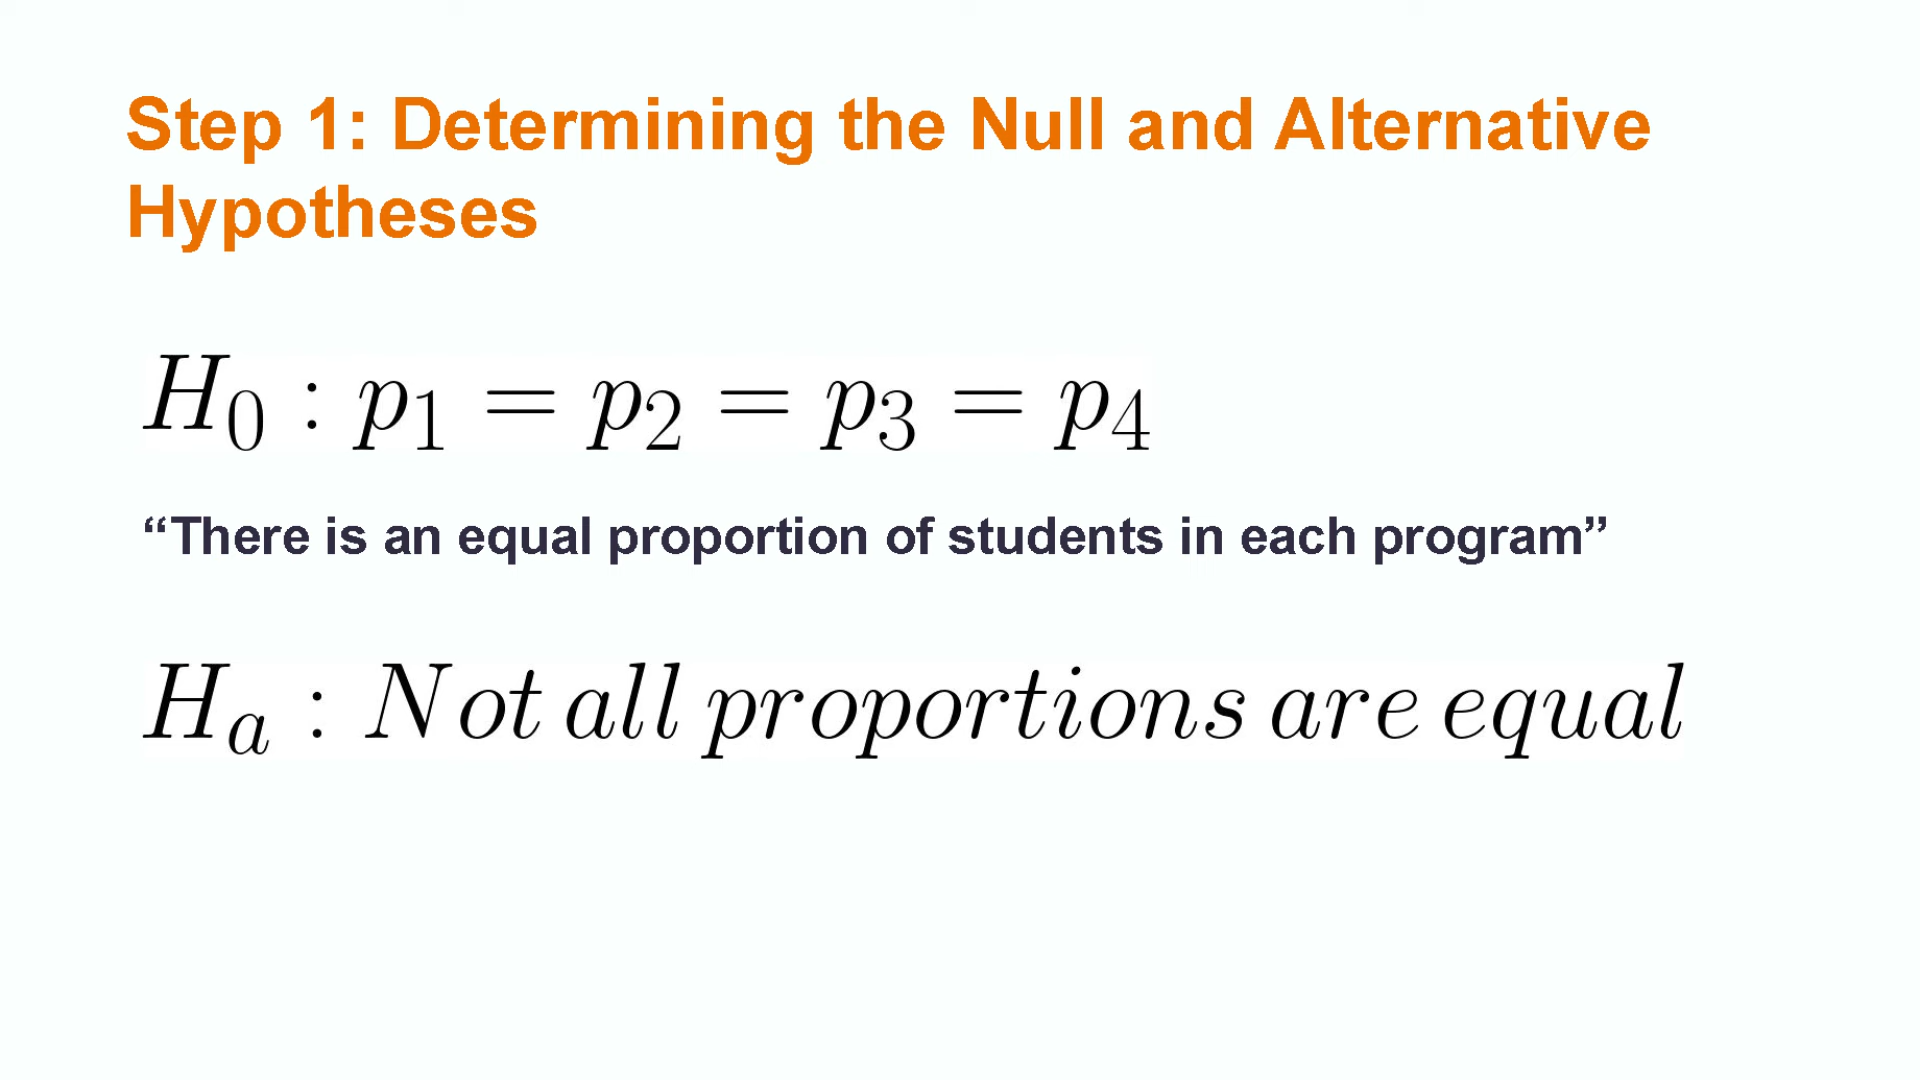 Step 1: Determining the Null and Alternative
Hypotheses
H₀ : p₁ = p₂ = p₃ = p₄
“There is an equal proportion of students in each program”
Hₐ : Not all proportions are equal